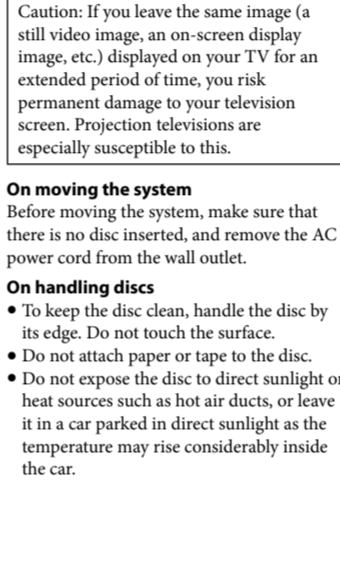 Caution: If you leave the same image (a
still video image, an on-screen display
image, etc.) displayed on your TV for an
extended period of time, you risk
permanent damage to your television
screen. Projection televisions are
especially susceptible to this.
On moving the system
Before moving the system, make sure that
there is no disc inserted, and remove the AC
power cord from the wall outlet.
On handling discs
• To keep the disc clean, handle the disc by
its edge. Do not touch the surface.
• Do not attach paper or tape to the disc.
• Do not expose the disc to direct sunlight or
heat sources such as hot air ducts, or leave
it in a car parked in direct sunlight as the
temperature may rise considerably inside
the car.